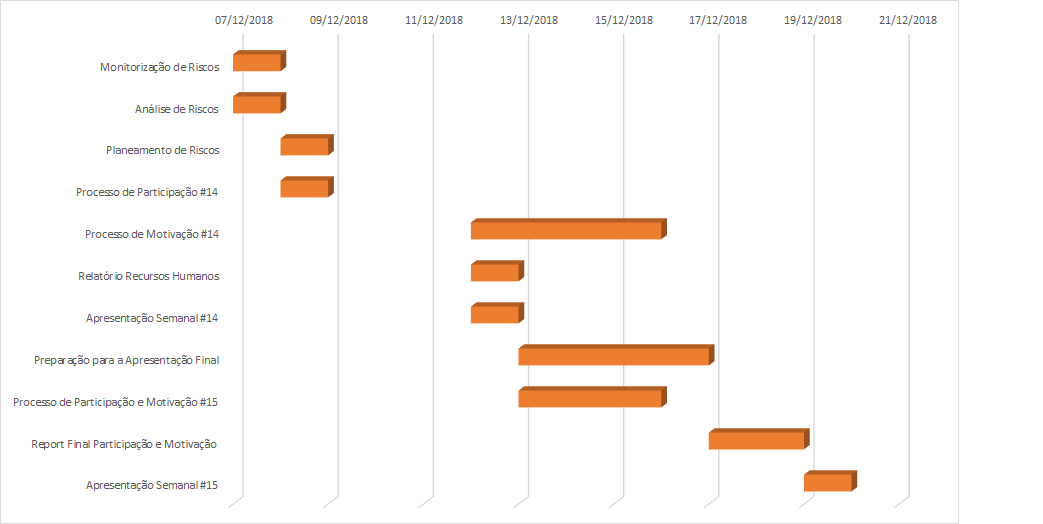 07/12/2018 09/12/2018 11/12/2018 13/12/2018 15/12/2018 17/12/2018 19/12/2018 21/12/2018
Monitorização de Riscos
Análise de Riscos
Planeamento de Riscos
Processo de Participação #14
Processo de Motivação #14
Relatório Recursos Humanos
Apresentação Semanal #14
Preparação para a Apresentação Final
Processo de Participação e Motivação #15
Report Final Participação e Motivação
Apresentação Semanal #15